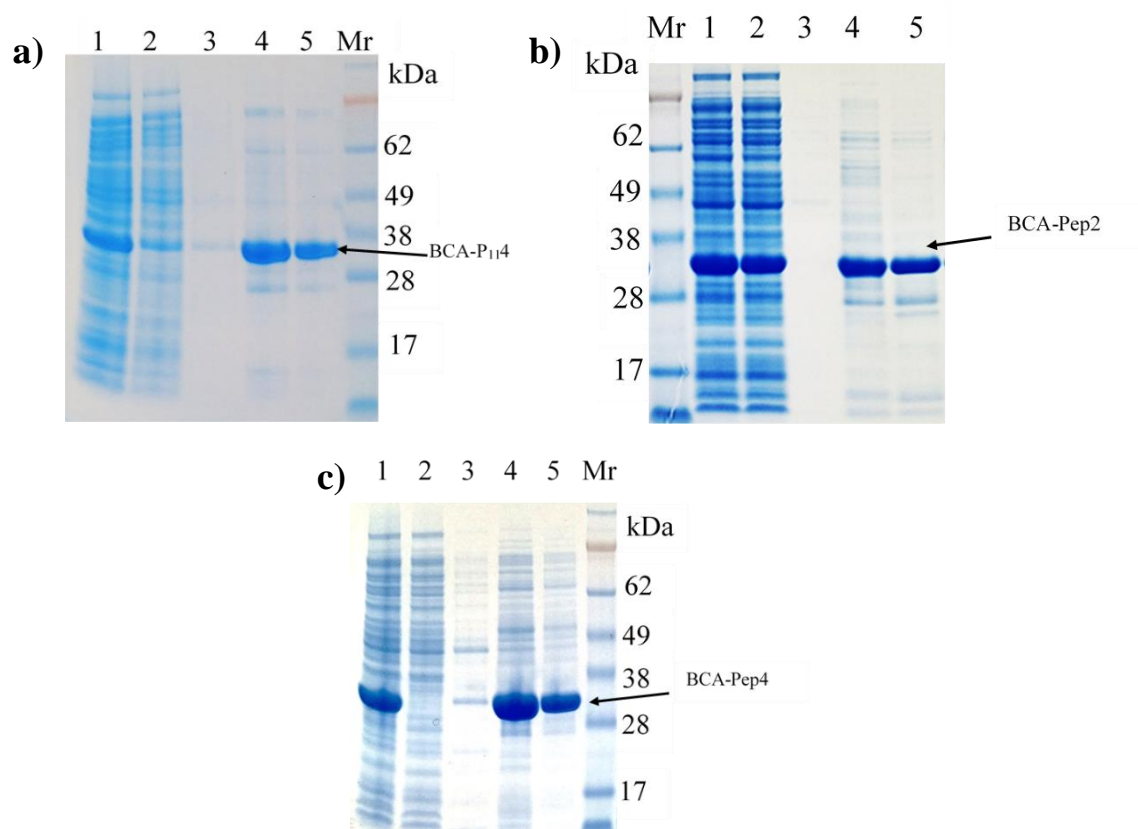 a)
1 2 3 4 5 Mr
kDa
62
49
38
28
17
BCA-P₁₁4
b)
Mr 1 2 3 4 5
kDa
62
49
38
28
17
BCA-Pep2
c)
1 2 3 4 5 Mr
kDa
62
49
38
28
17
BCA-Pep4